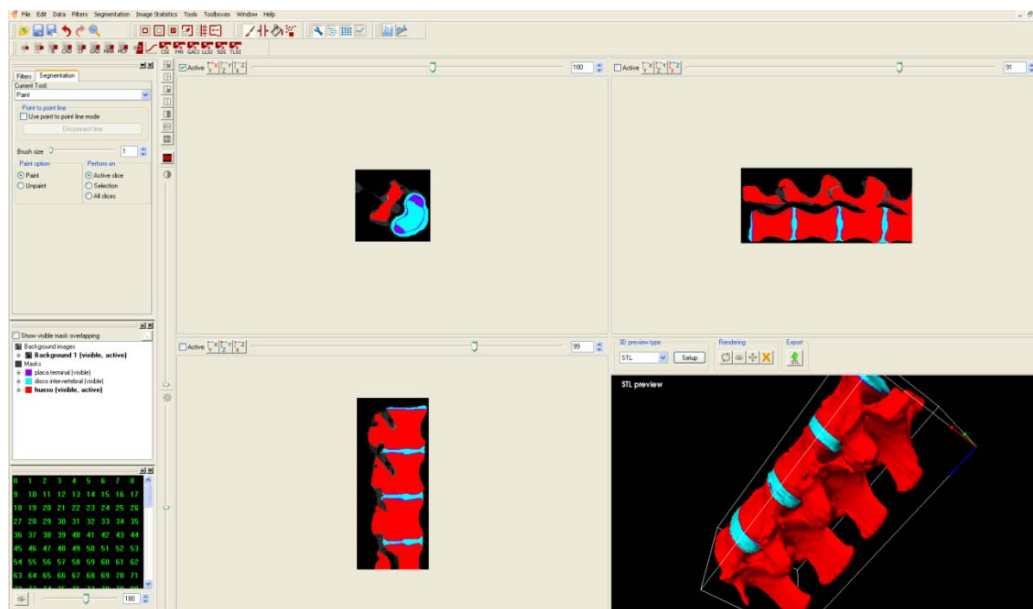 File Edit Data Filters Segmentation Image Statistics Tools Toolboxes Window Help
Filters Segmentation
Current Tool:
Paint
Point to point line
Use point to point line mode
Disconnect line
Brush size 1
Paint option Perform on
Paint Active slice
Unpaint Selection
All slices
Active 180
Active 91
Show visible mask overlapping
Background images
Background 1 (visible, active)
Masks
placa terminal (visible)
disco intervertebral (visible)
hueso (visible, active)
Active 99
3D preview type Rendering Export
STL Setup
STL preview
0 1 2 3 4 5 6 7 8
9 10 11 12 13 14 15 16 17
18 19 20 21 22 23 24 25 26
27 28 29 30 31 32 33 34 35
36 37 38 39 40 41 42 43 44
45 46 47 48 49 50 51 52 53
54 55 56 57 58 59 60 61 62
63 64 65 66 67 68 69 70 71
180